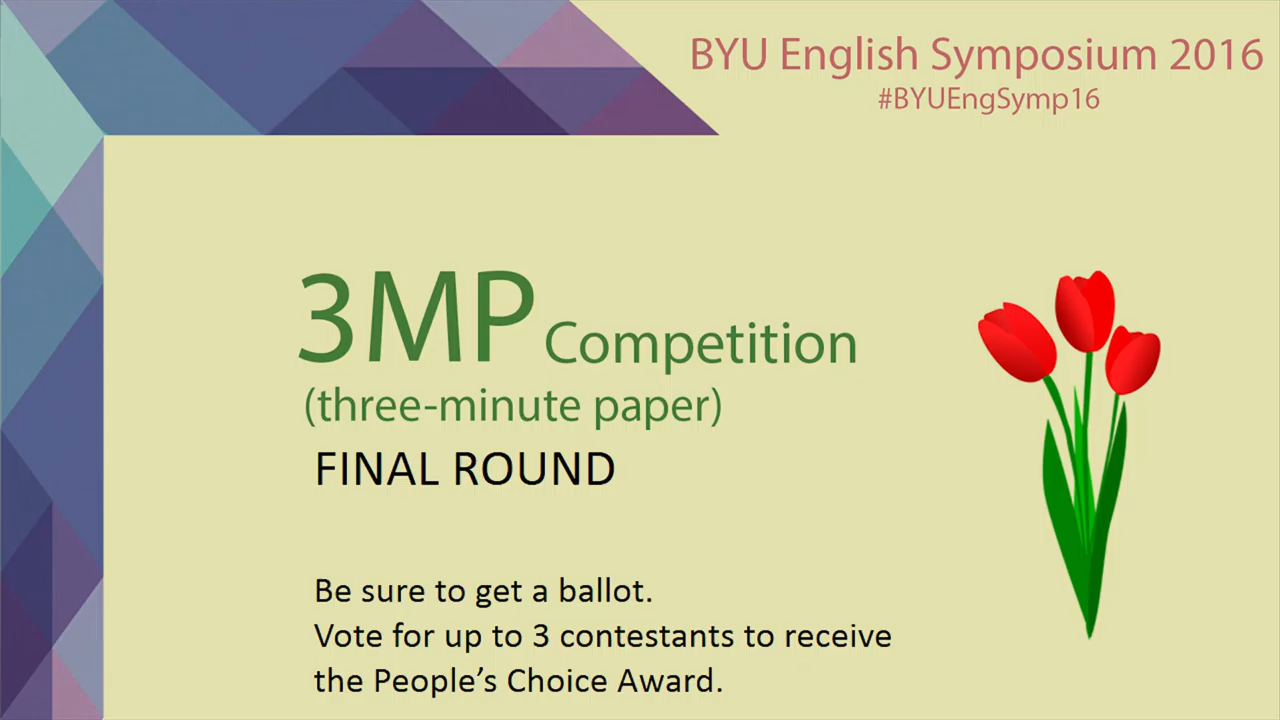 BYU English Symposium 2016
#BYUEngSymp16
3MP Competition
(three-minute paper)
FINAL ROUND
Be sure to get a ballot.
Vote for up to 3 contestants to receive
the People’s Choice Award.